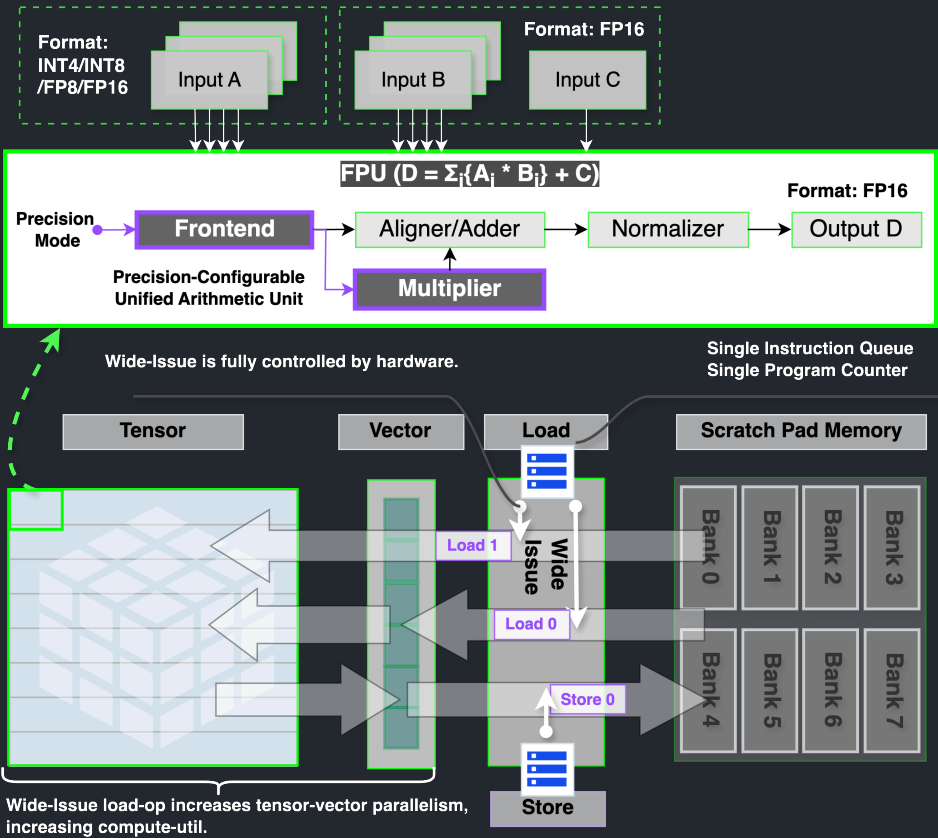 Format:
INT4/INT8
/FP8/FP16
Input A
Input B
Format: FP16
Input C
FPU (D = Σi{Ai * Bi} + C)
Format: FP16
Precision
Mode
Frontend
Aligner/Adder
Normalizer
Output D
Precision-Configurable
Unified Arithmetic Unit
Multiplier
Wide-Issue is fully controlled by hardware.
Single Instruction Queue
Single Program Counter
Tensor
Vector
Load
Scratch Pad Memory
Bank 0
Bank 1
Bank 2
Bank 3
Load 1
Wide
Issue
Load 0
Bank 4
Bank 5
Bank 6
Bank 7
Store 0
Store
Wide-Issue load-op increases tensor-vector parallelism,
increasing compute-util.